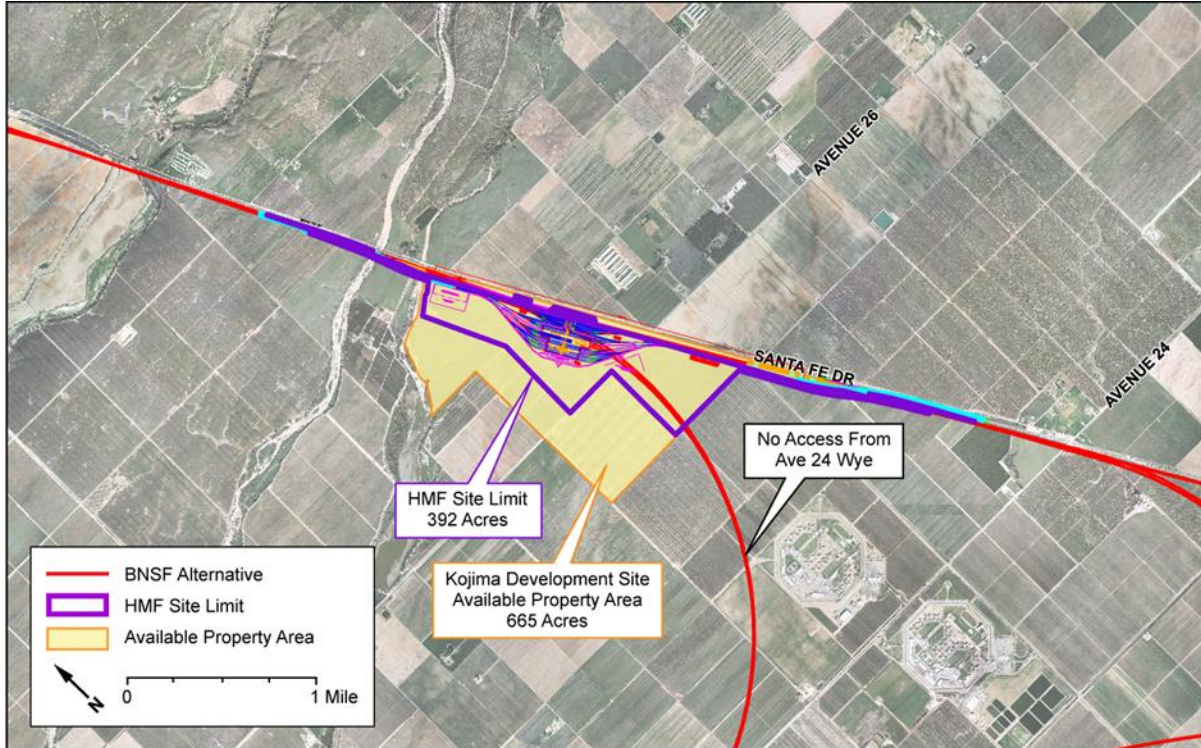 AVENUE 26
SANTA FE DR
AVENUE 24
No Access From
Ave 24 Wye
HMF Site Limit
392 Acres
Kojima Development Site
Available Property Area
665 Acres
BNSF Alternative
HMF Site Limit
Available Property Area
N
0
1 Mile